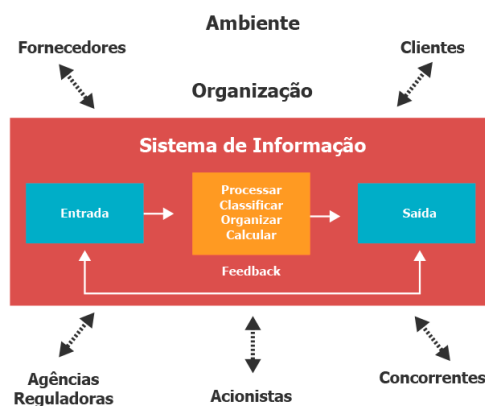 Ambiente
Fornecedores
Clientes
Organização
Sistema de Informação
Entrada
Processar
Classificar
Organizar
Calcular
Saída
Feedback
Agências
Reguladoras
Acionistas
Concorrentes